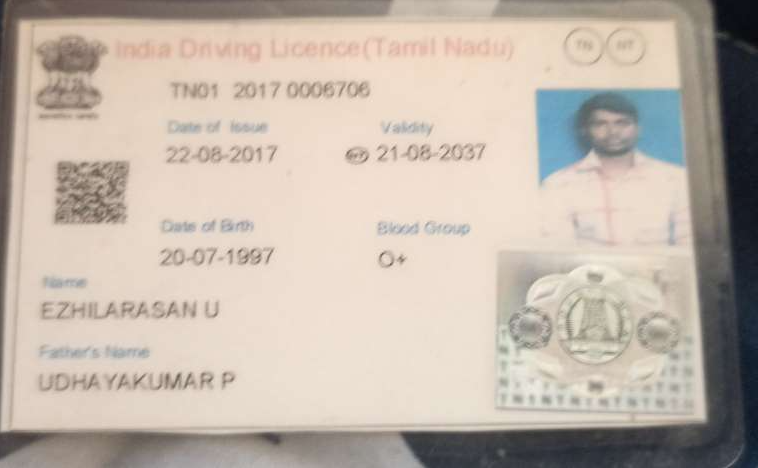 India Driving Licence(Tamil Nadu)
TN NT
TN01 2017 0006706
Date of Issue Validity
22-08-2017 NT 21-08-2037
Date of Birth Blood Group
20-07-1997 O+
Name
EZHILARASAN U
Father's Name
UDHAYAKUMAR P